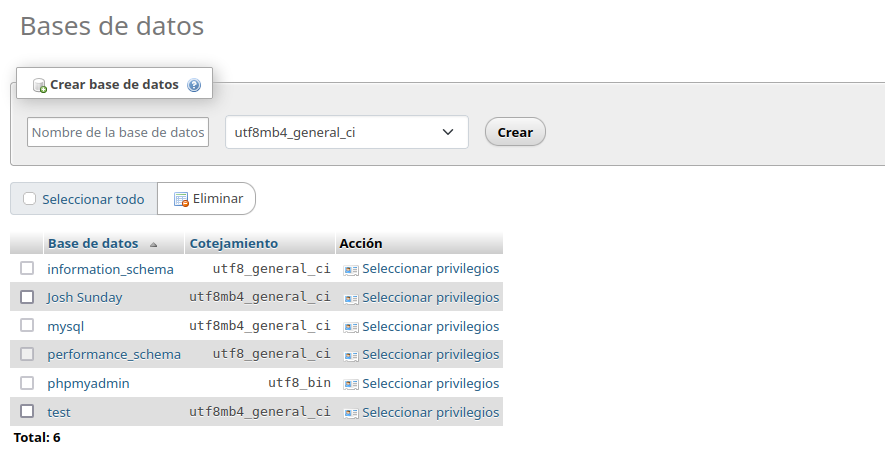 Bases de datos
Crear base de datos
Nombre de la base de datos utf8mb4_general_ci Crear
Seleccionar todo Eliminar
Base de datos Cotejamiento Acción
information_schema utf8_general_ci Seleccionar privilegios
Josh Sunday utf8mb4_general_ci Seleccionar privilegios
mysql utf8mb4_general_ci Seleccionar privilegios
performance_schema utf8_general_ci Seleccionar privilegios
phpmyadmin utf8_bin Seleccionar privilegios
test utf8mb4_general_ci Seleccionar privilegios
Total: 6